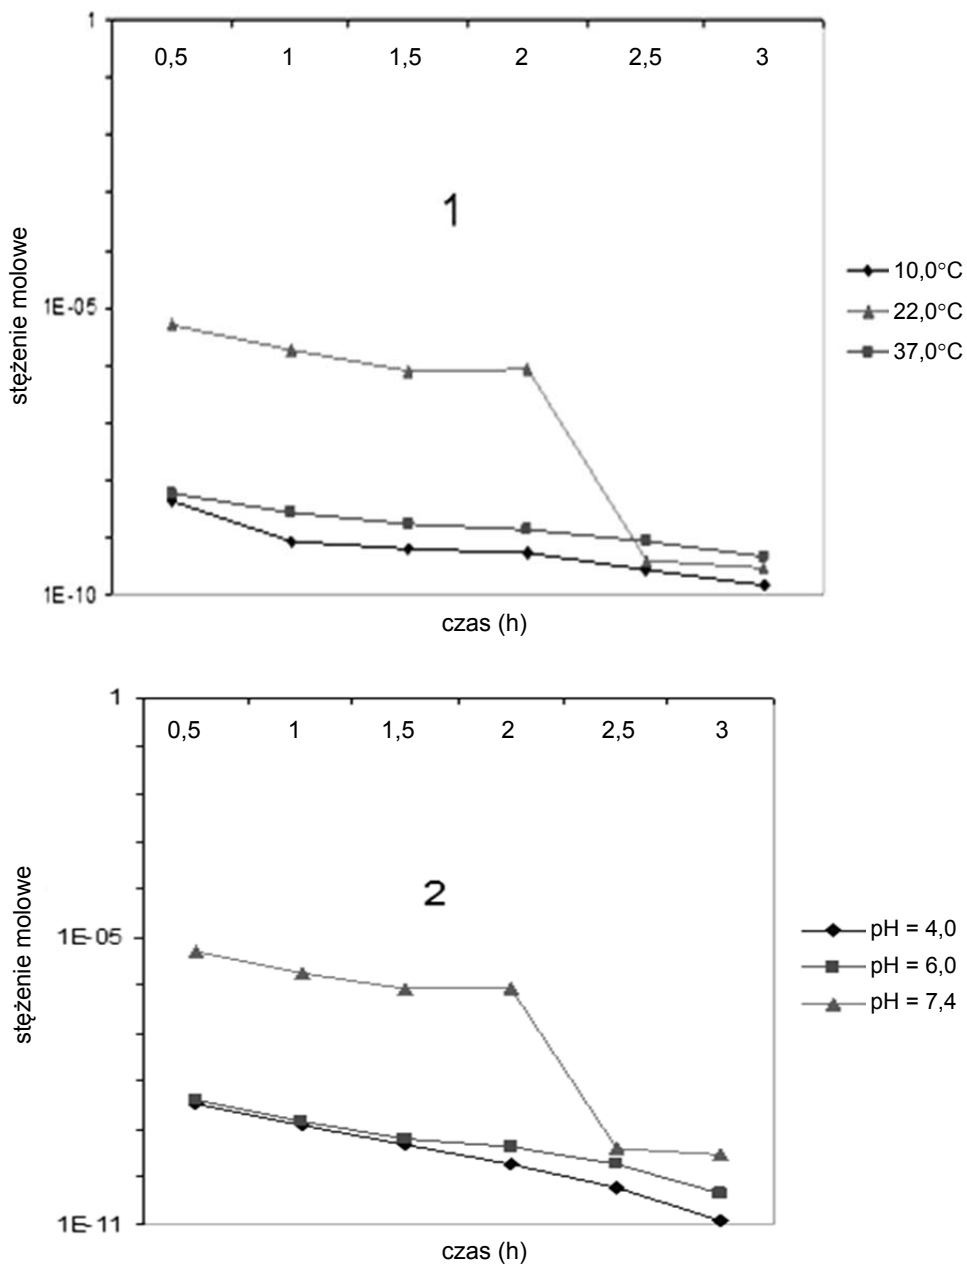 1
0,5 1 1,5 2 2,5 3
1
stężenie molowe
1E-05
10,0°C
22,0°C
37,0°C
1E-10
czas (h)
1
0,5 1 1,5 2 2,5 3
2
stężenie molowe
1E-05
pH = 4,0
pH = 6,0
pH = 7,4
1E-11
czas (h)